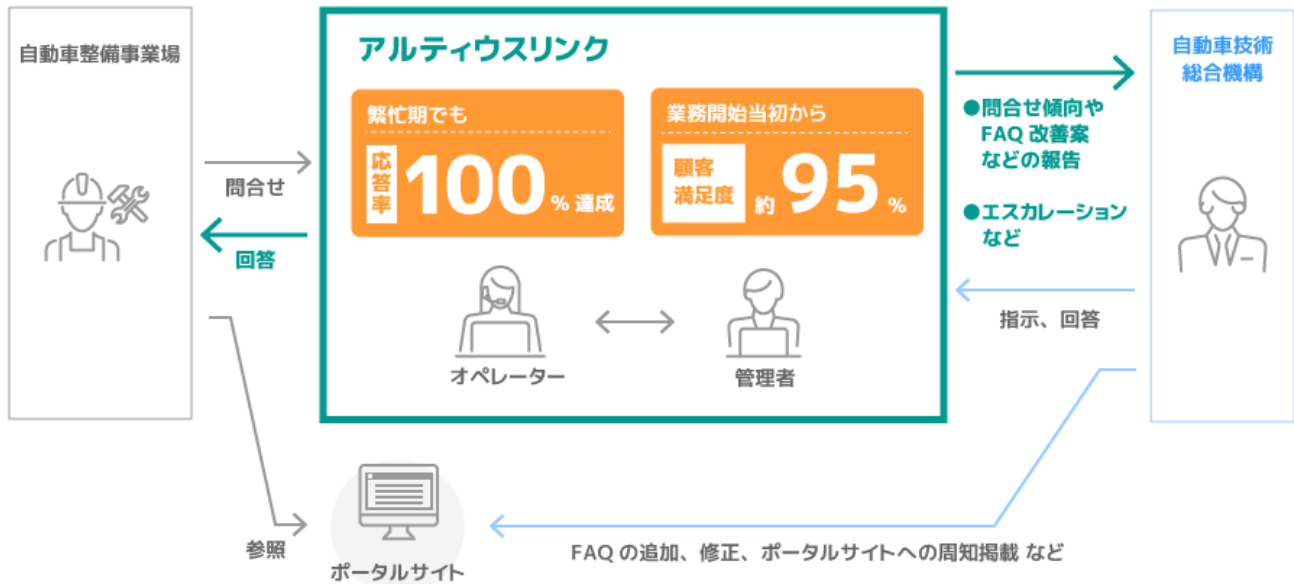 自動車整備事業場
問合せ
回答
アルティウスリンク
繁忙期でも
応答率
100% 達成
業務開始当初から
顧客
満足度
約 95 %
オペレーター
管理者
自動車技術
総合機構
●問合せ傾向や
FAQ 改善案
などの報告
●エスカレーション
など
指示、回答
参照
ポータルサイト
FAQ の追加、修正、ポータルサイトへの周知掲載 など